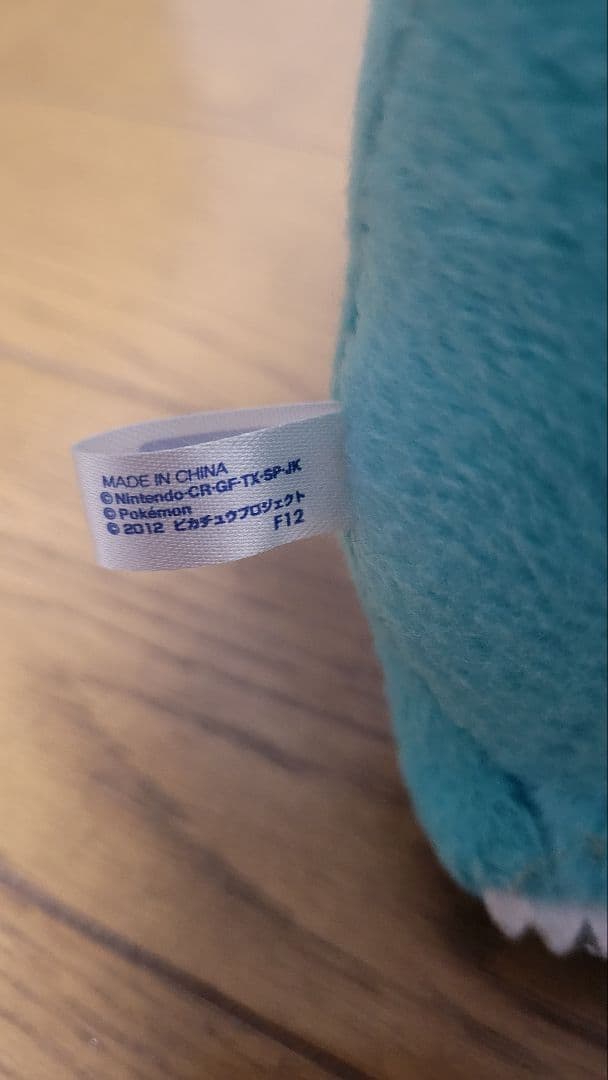 MADE IN CHINA
©Nintendo·CR·GF·TX·SP·JK
©Pokémon
©2012 ピカチュウプロジェクト
F12